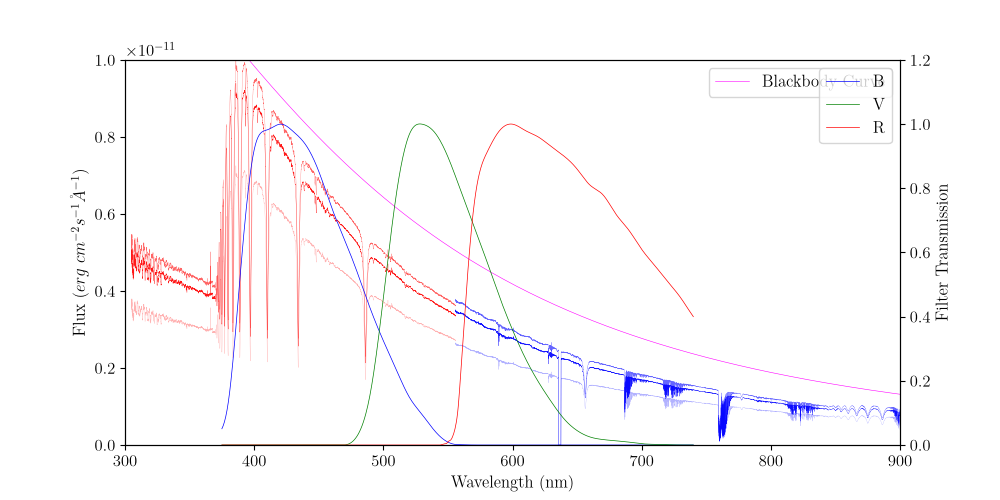 ×10⁻¹¹
1.0
0.8
0.6
0.4
0.2
0.0
Flux (erg cm⁻²s⁻¹Å⁻¹)
300 400 500 600 700 800 900
Wavelength (nm)
1.2
1.0
0.8
0.6
0.4
0.2
0.0
Filter Transmission
Blackbody Curve
B
V
R